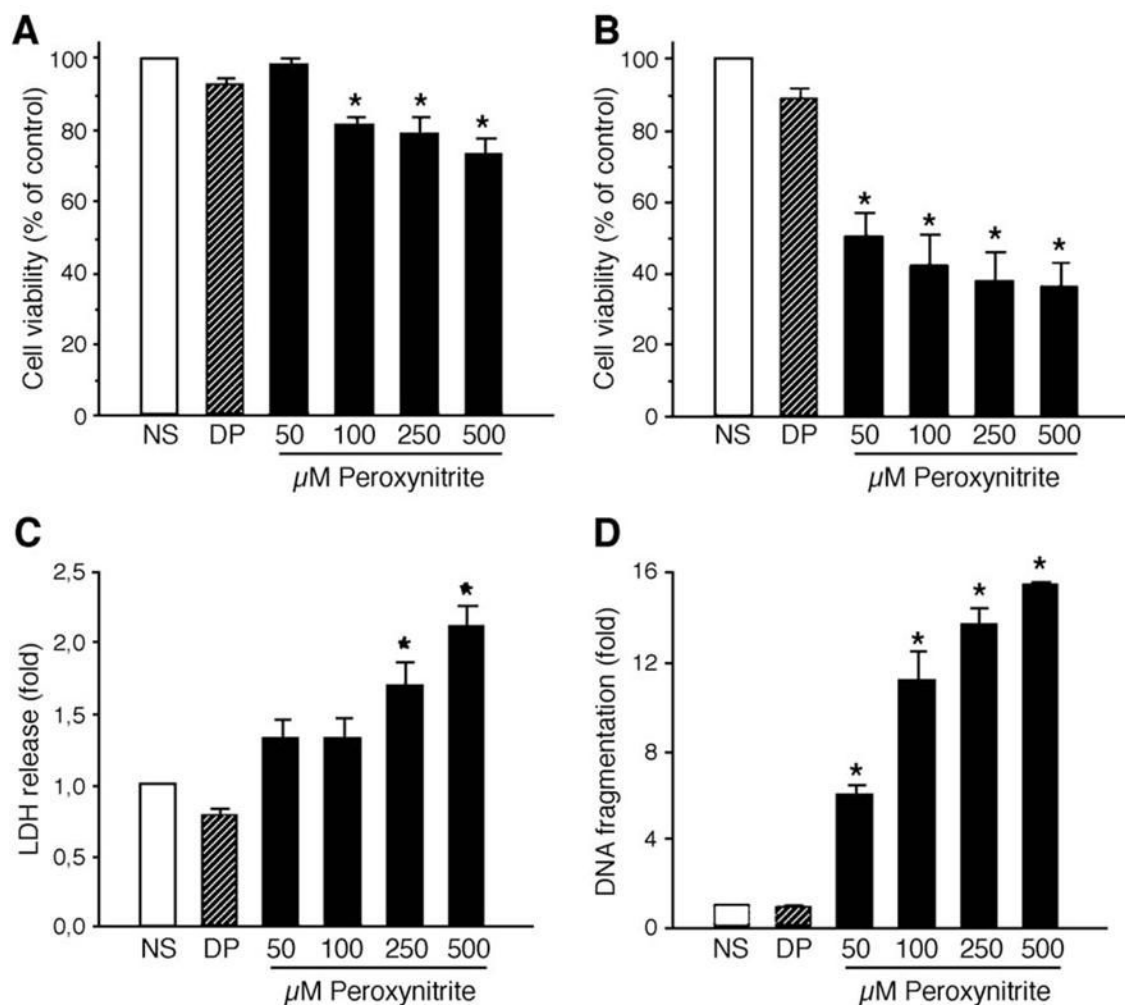 A
Cell viability (% of control)
100
80
60
40
20
0
*
*
*
NS DP 50 100 250 500
µM Peroxynitrite
B
Cell viability (% of control)
100
80
60
40
20
0
*
*
*
*
NS DP 50 100 250 500
µM Peroxynitrite
C
LDH release (fold)
2,5
2,0
1,5
1,0
0,5
0,0
*
*
NS DP 50 100 250 500
µM Peroxynitrite
D
DNA fragmentation (fold)
16
12
8
4
0
*
*
*
*
NS DP 50 100 250 500
µM Peroxynitrite